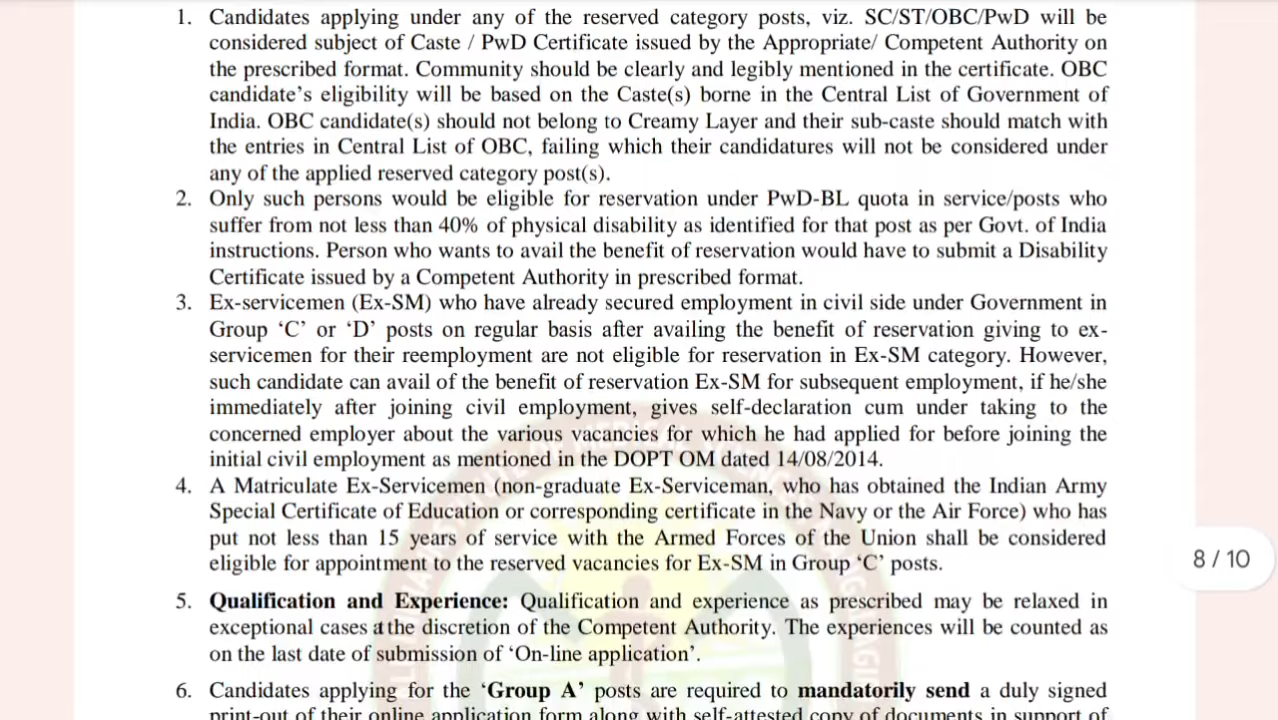 1. Candidates applying under any of the reserved category posts, viz. SC/ST/OBC/PwD will be
considered subject of Caste / PwD Certificate issued by the Appropriate/ Competent Authority on
the prescribed format. Community should be clearly and legibly mentioned in the certificate. OBC
candidate's eligibility will be based on the Caste(s) borne in the Central List of Government of
India. OBC candidate(s) should not belong to Creamy Layer and their sub-caste should match with
the entries in Central List of OBC, failing which their candidatures will not be considered under
any of the applied reserved category post(s).
2. Only such persons would be eligible for reservation under PwD-BL quota in service/posts who
suffer from not less than 40% of physical disability as identified for that post as per Govt. of India
instructions. Person who wants to avail the benefit of reservation would have to submit a Disability
Certificate issued by a Competent Authority in prescribed format.
3. Ex-servicemen (Ex-SM) who have already secured employment in civil side under Government in
Group 'C' or 'D' posts on regular basis after availing the benefit of reservation giving to ex-
servicemen for their reemployment are not eligible for reservation in Ex-SM category. However,
such candidate can avail of the benefit of reservation Ex-SM for subsequent employment, if he/she
immediately after joining civil employment, gives self-declaration cum under taking to the
concerned employer about the various vacancies for which he had applied for before joining the
initial civil employment as mentioned in the DOPT OM dated 14/08/2014.
4. A Matriculate Ex-Servicemen (non-graduate Ex-Serviceman, who has obtained the Indian Army
Special Certificate of Education or corresponding certificate in the Navy or the Air Force) who has
put not less than 15 years of service with the Armed Forces of the Union shall be considered
eligible for appointment to the reserved vacancies for Ex-SM in Group 'C' posts.
8 / 10
5. Qualification and Experience: Qualification and experience as prescribed may be relaxed in
exceptional cases at the discretion of the Competent Authority. The experiences will be counted as
on the last date of submission of 'On-line application'.
6. Candidates applying for the 'Group A' posts are required to mandatorily send a duly signed
print-out of their online application form along with self-attested copy of documents in support of